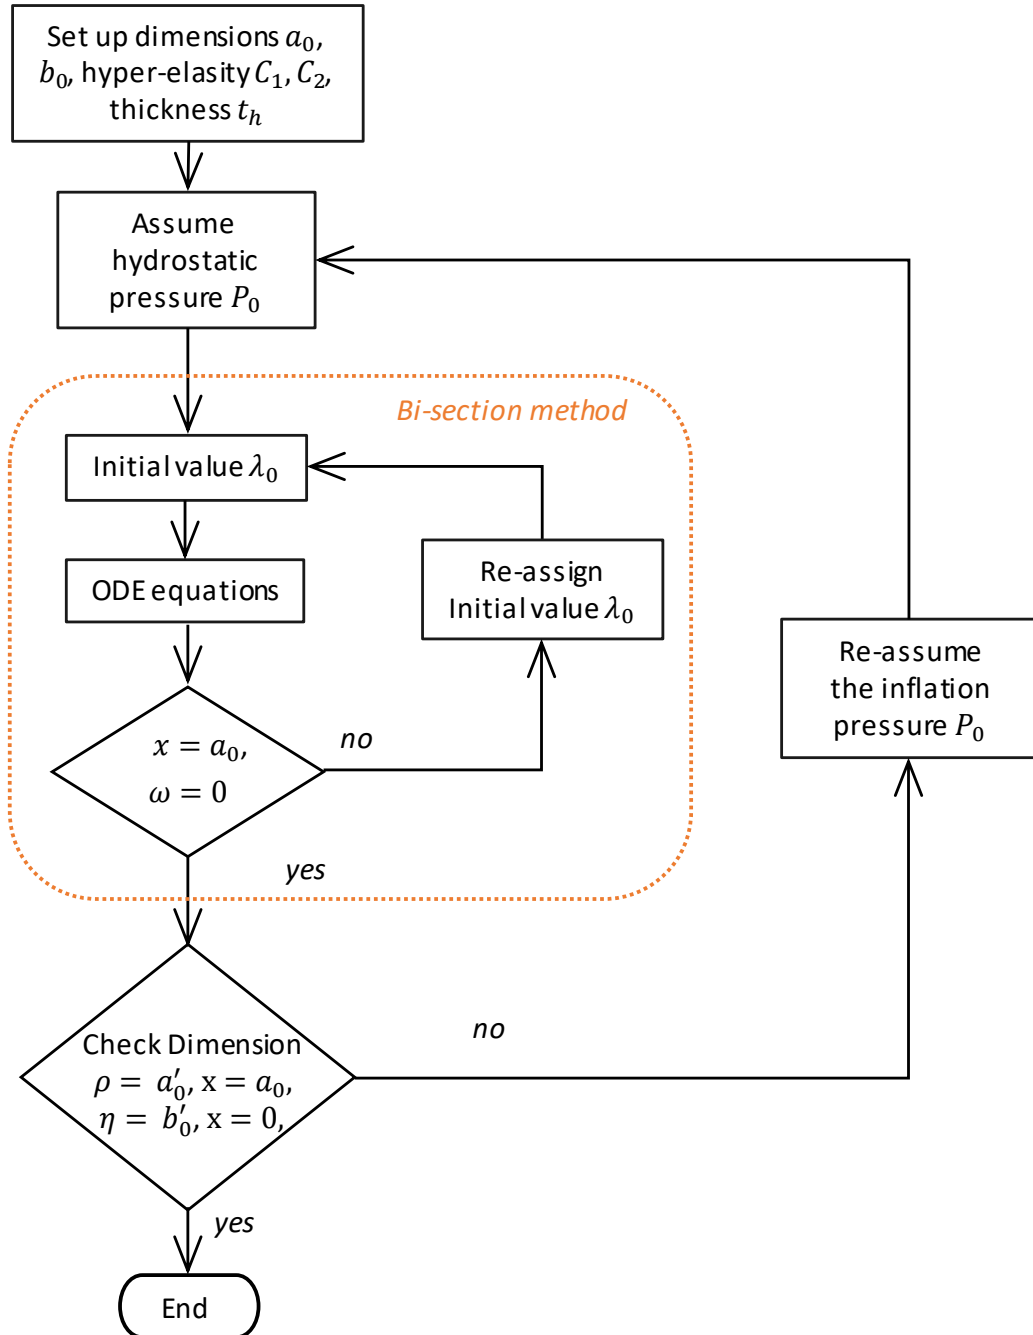 Set up dimensions a₀,
b₀, hyper-elasity C₁, C₂,
thickness tₕ
Assume
hydrostatic
pressure P₀
Bi-section method
Initial value λ₀
ODE equations
Re-assign
Initial value λ₀
x = a₀,
ω = 0
no
yes
Re-assume
the inflation
pressure P₀
Check Dimension
ρ = a′₀, x = a₀,
η = b′₀, x = 0,
no
yes
End